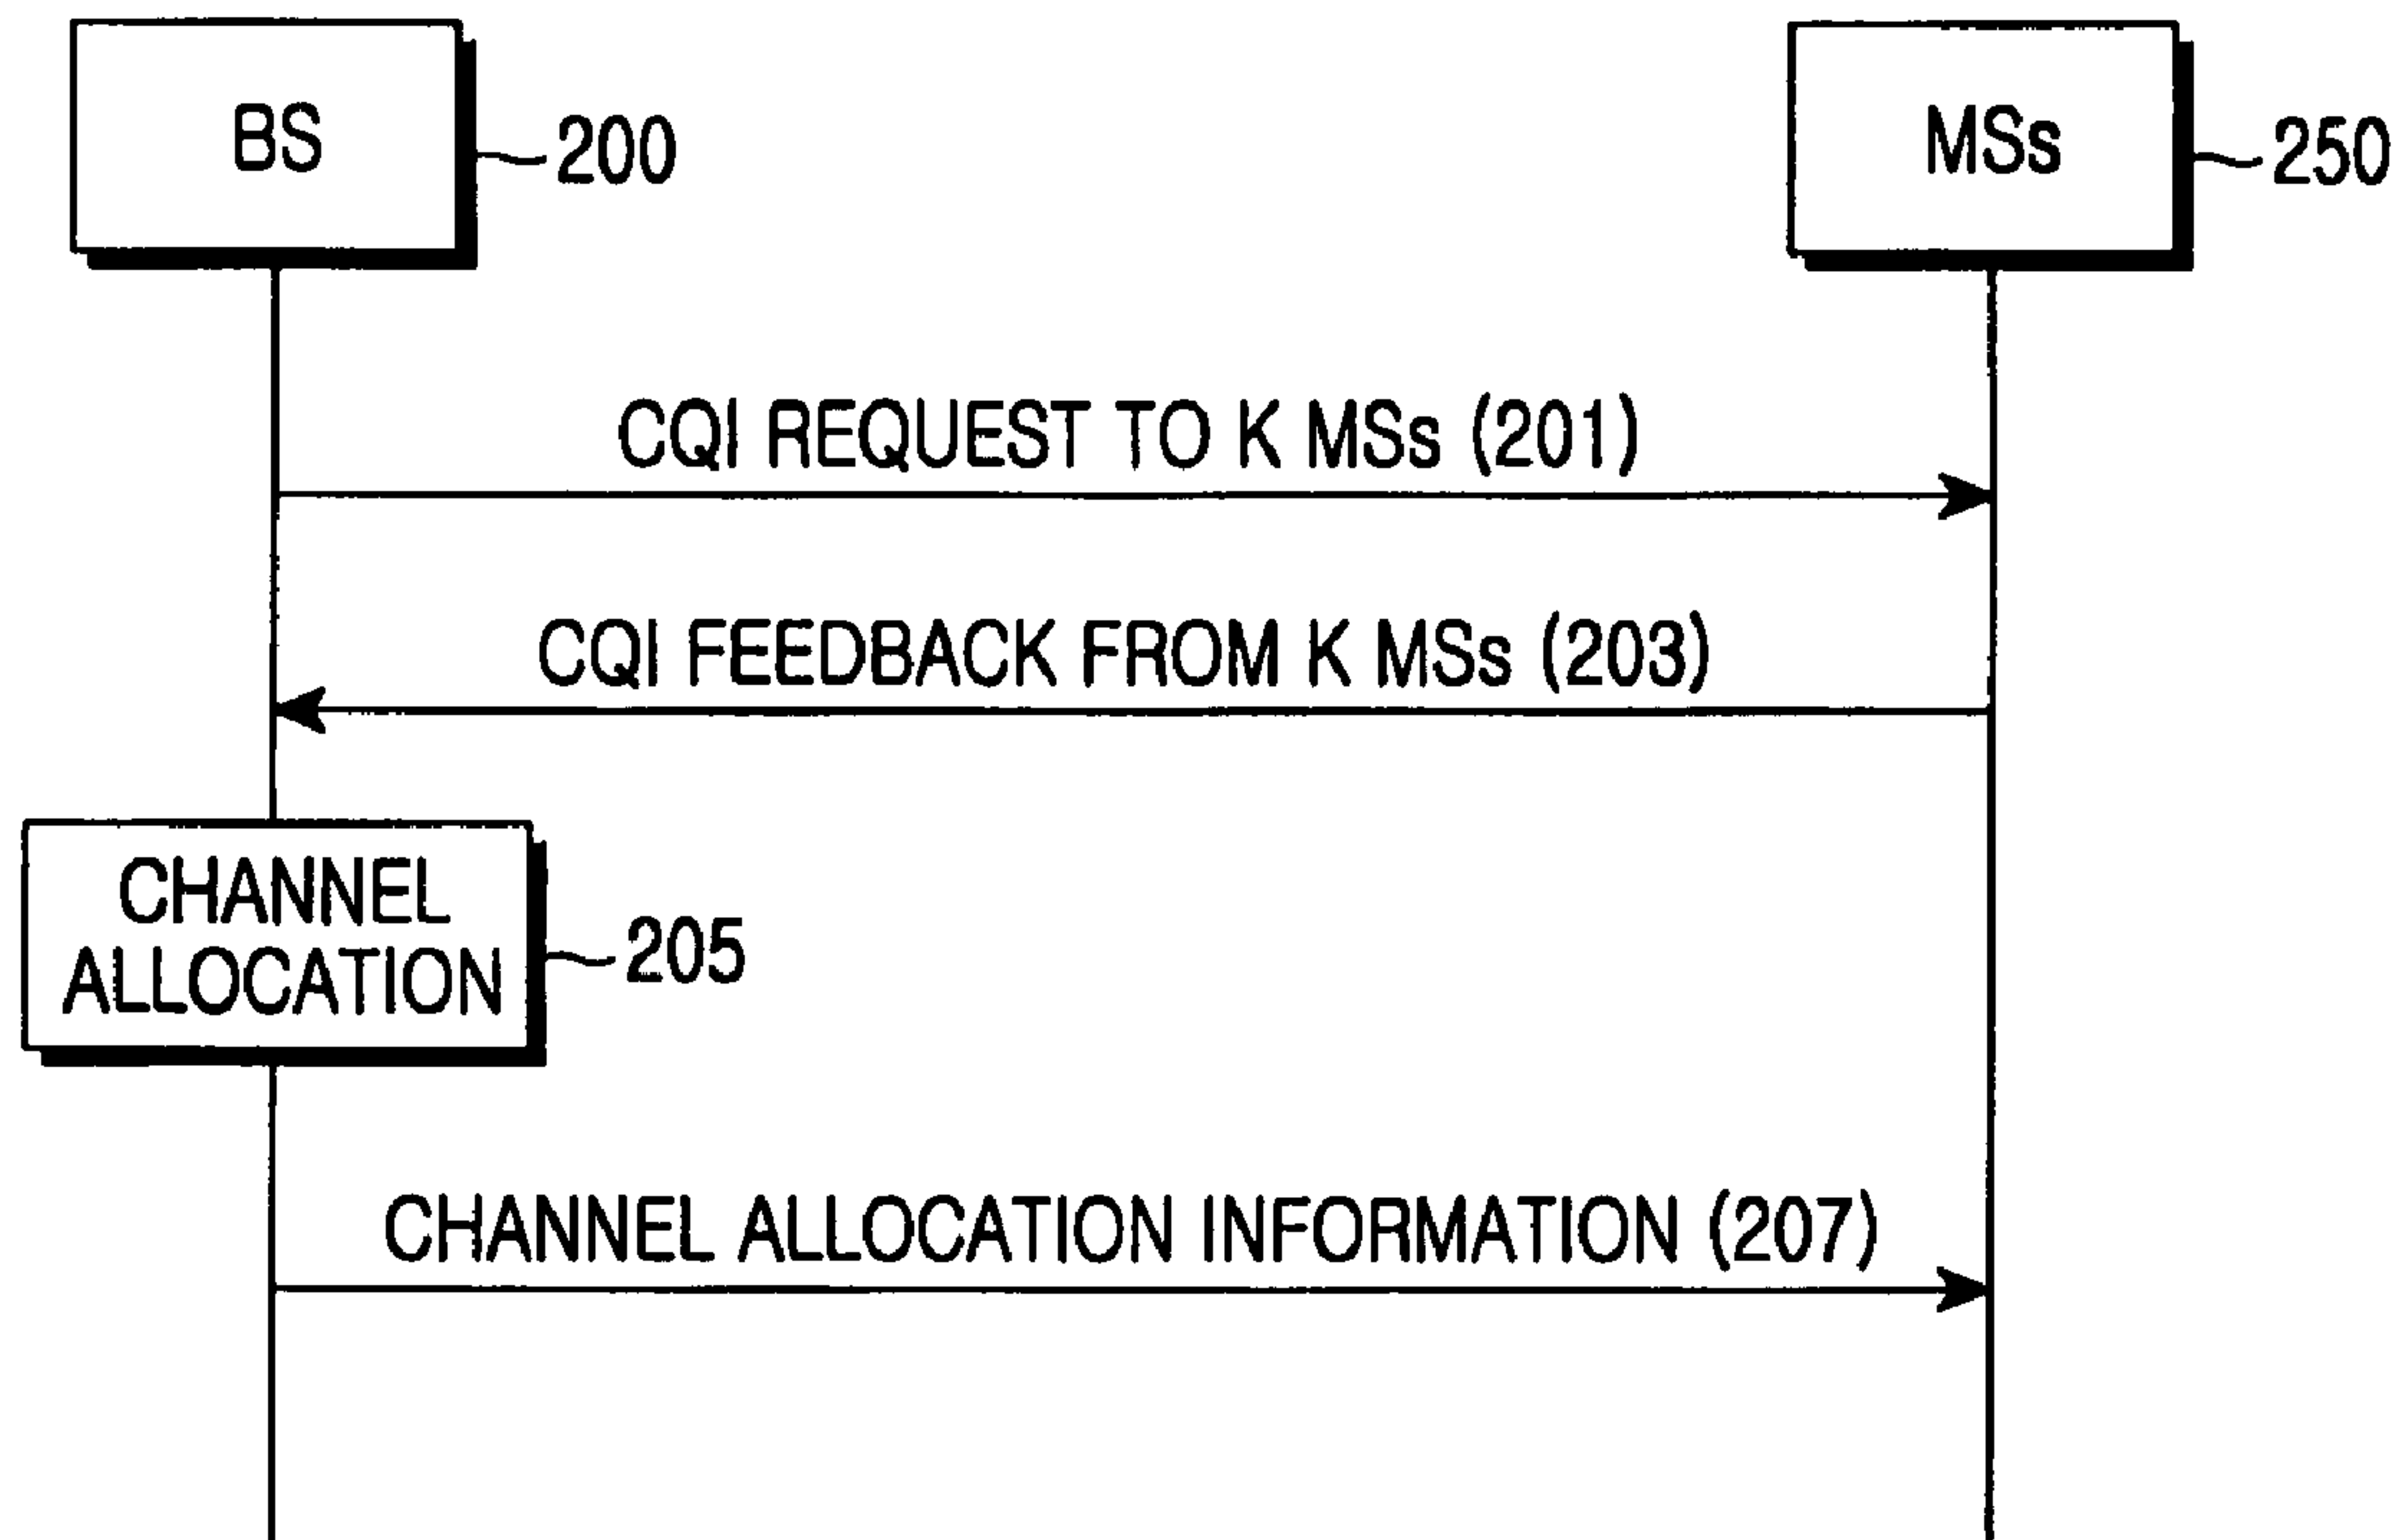 BS
200
MSs
250
CQI REQUEST TO K MSs (201)
CQI FEEDBACK FROM K MSs (203)
CHANNEL
ALLOCATION
205
CHANNEL ALLOCATION INFORMATION (207)